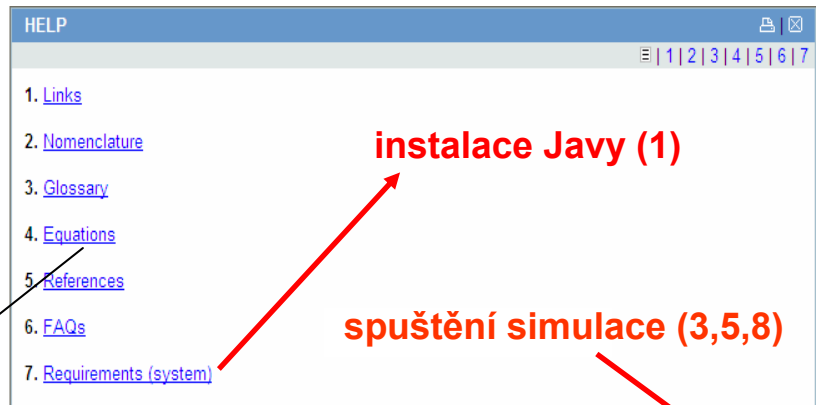 HELP
| 1 | 2 | 3 | 4 | 5 | 6 | 7
1. Links
2. Nomenclature
instalace Javy (1)
3. Glossary
4. Equations
5. References
6. FAQs
spuštění simulace (3,5,8)
7. Requirements (system)